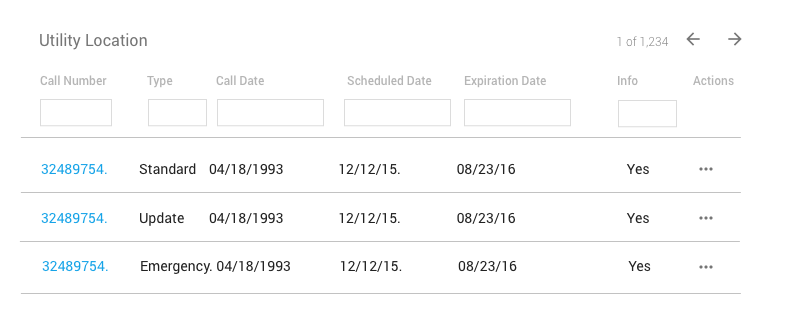 Utility Location
1 of 1,234
Call Number Type Call Date Scheduled Date Expiration Date Info Actions
32489754. Standard 04/18/1993 12/12/15. 08/23/16 Yes
32489754. Update 04/18/1993 12/12/15. 08/23/16 Yes
32489754. Emergency. 04/18/1993 12/12/15. 08/23/16 Yes